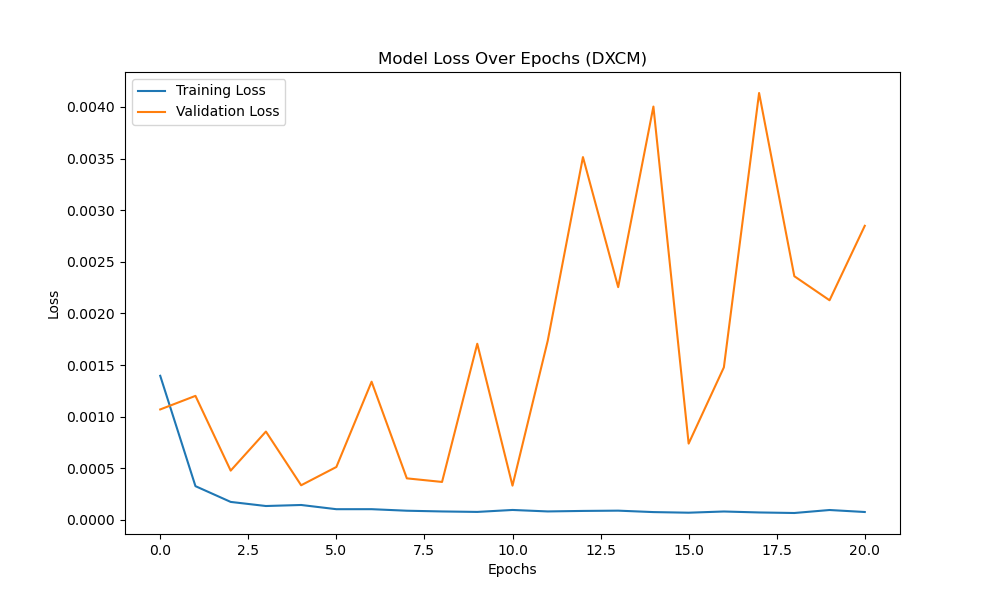 Model Loss Over Epochs (DXCM)
Training Loss
Validation Loss
0.0040
0.0035
0.0030
0.0025
0.0020
0.0015
0.0010
0.0005
0.0000
Loss
0.0 2.5 5.0 7.5 10.0 12.5 15.0 17.5 20.0
Epochs